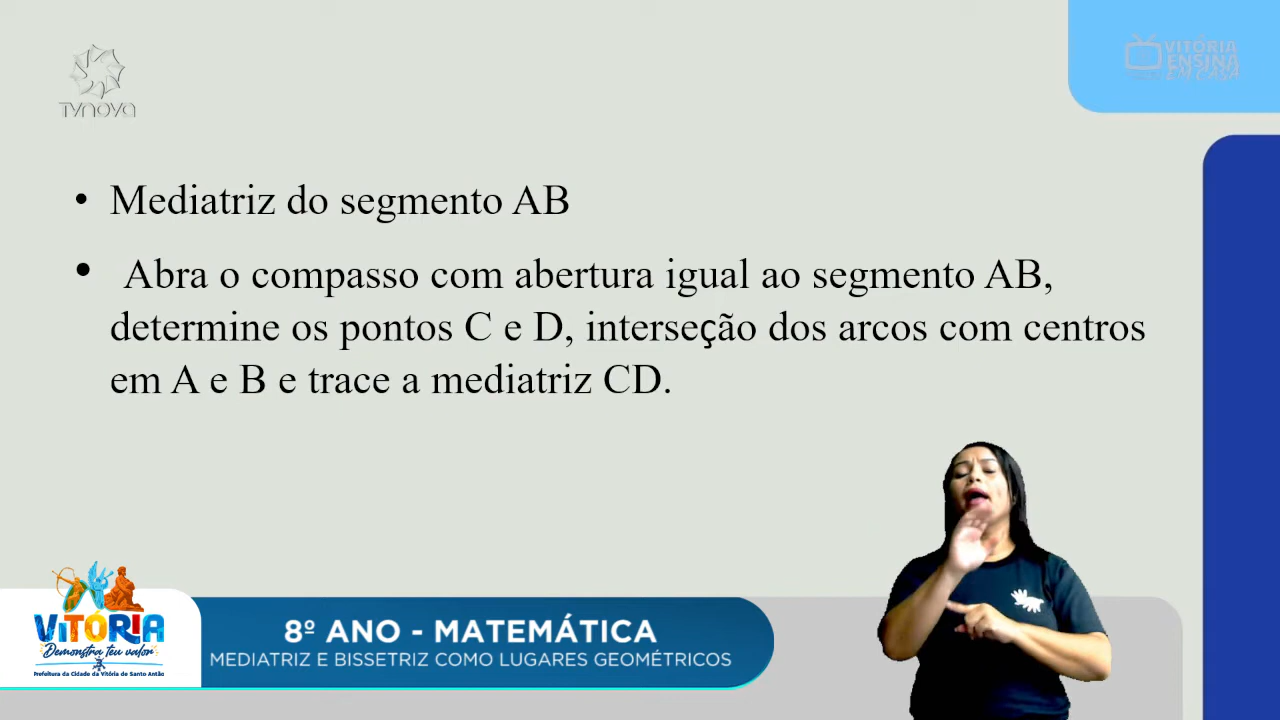 TVNOVA
VITÓRIA
ENSINA
EM CASA
• Mediatriz do segmento AB
• Abra o compasso com abertura igual ao segmento AB,
determine os pontos C e D, interseção dos arcos com centros
em A e B e trace a mediatriz CD.
VITÓRIA
Demonstra teu valor
Prefeitura da Cidade da Vitória de Santo Antão
8º ANO - MATEMÁTICA
MEDIATRIZ E BISSETRIZ COMO LUGARES GEOMÉTRICOS